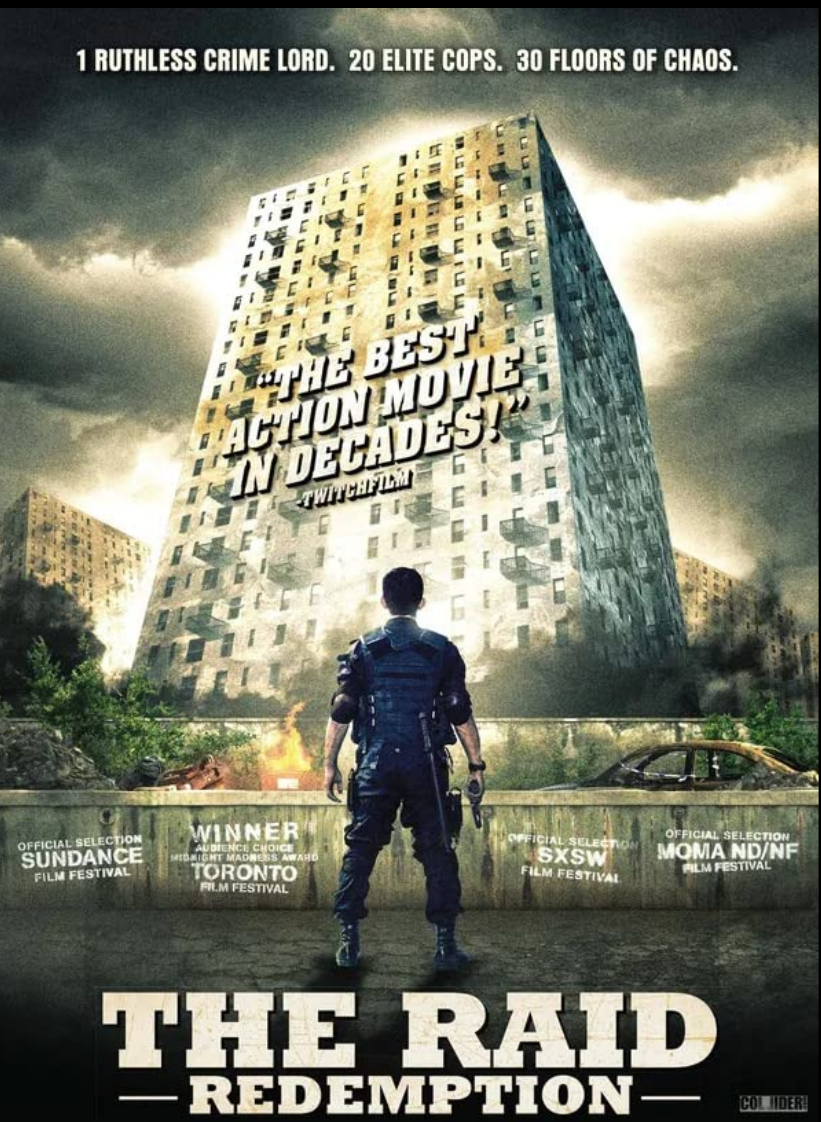 1 RUTHLESS CRIME LORD. 20 ELITE COPS. 30 FLOORS OF CHAOS.
"THE BEST
ACTION MOVIE
IN DECADES!"
-TWITCHFILM
OFFICIAL SELECTION
SUNDANCE
FILM FESTIVAL
WINNER
AUDIENCE CHOICE
MIDNIGHT MADNESS AWARD
TORONTO
FILM FESTIVAL
OFFICIAL SELECTION
SXSW
FILM FESTIVAL
OFFICIAL SELECTION
MOMA ND/NF
FILM FESTIVAL
THE RAID
REDEMPTION
COLLIDER